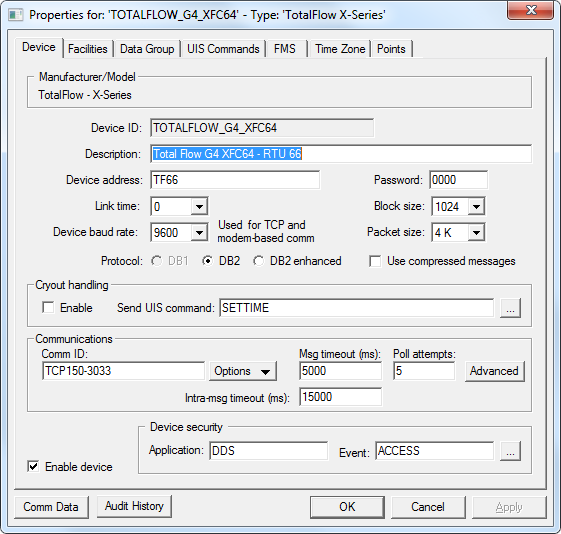 Properties for: 'TOTALFLOW_G4_XFC64' - Type: 'TotalFlow X-Series'
Device Facilities Data Group UIS Commands FMS Time Zone Points
Manufacturer/Model
TotalFlow - X-Series
Device ID: TOTALFLOW_G4_XFC64
Description: Total Flow G4 XFC64 - RTU 66
Device address: TF66 Password: 0000
Link time: 0 Block size: 1024
Device baud rate: 9600 Used for TCP and modem-based comm Packet size: 4 K
Protocol: DB1 DB2 DB2 enhanced Use compressed messages
Cryout handling
Enable Send UIS command: SETTIME ...
Communications
Comm ID: Msg timeout (ms): Poll attempts:
TCP150-3033 Options 5000 5 Advanced
Intra-msg timeout (ms): 15000
Device security
Application: DDS Event: ACCESS ...
Enable device
Comm Data Audit History OK Cancel Apply